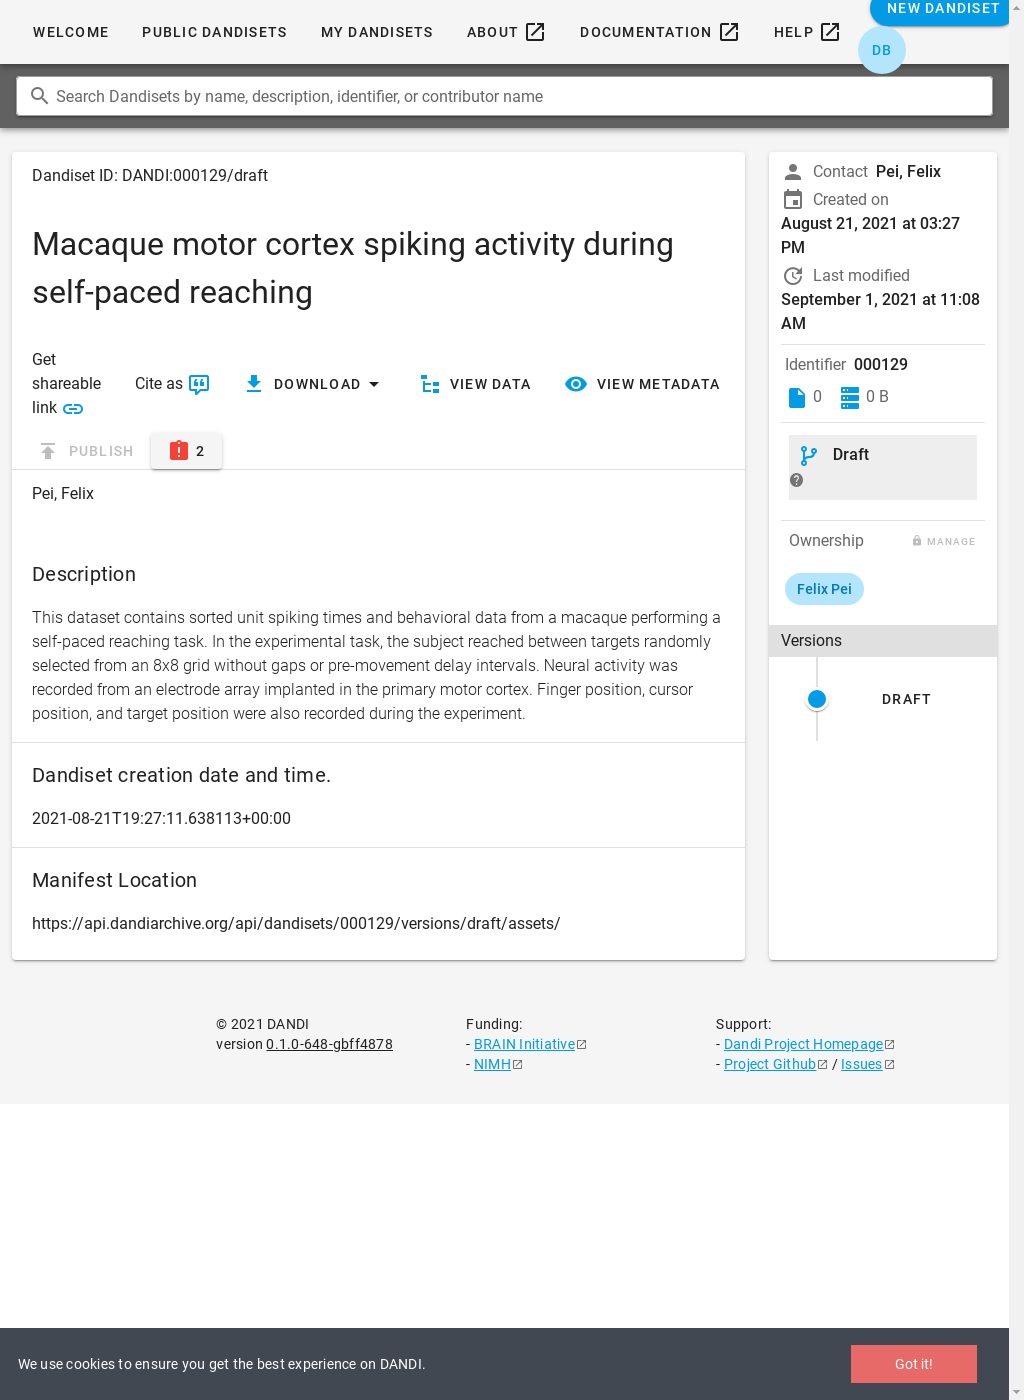 WELCOME
PUBLIC DANDISETS
MY DANDISETS
ABOUT
DOCUMENTATION
HELP
NEW DANDISET
DB
Search Dandisets by name, description, identifier, or contributor name
Dandiset ID: DANDI:000129/draft
Macaque motor cortex spiking activity during
self-paced reaching
Get
shareable
link
Cite as
DOWNLOAD
VIEW DATA
VIEW METADATA
PUBLISH
2
Pei, Felix
Description
This dataset contains sorted unit spiking times and behavioral data from a macaque performing a
self-paced reaching task. In the experimental task, the subject reached between targets randomly
selected from an 8x8 grid without gaps or pre-movement delay intervals. Neural activity was
recorded from an electrode array implanted in the primary motor cortex. Finger position, cursor
position, and target position were also recorded during the experiment.
Dandiset creation date and time.
2021-08-21T19:27:11.638113+00:00
Manifest Location
https://api.dandiarchive.org/api/dandisets/000129/versions/draft/assets/
Contact Pei, Felix
Created on
August 21, 2021 at 03:27
PM
Last modified
September 1, 2021 at 11:08
AM
Identifier 000129
0 0 B
Draft
Ownership
MANAGE
Felix Pei
Versions
DRAFT
© 2021 DANDI
version 0.1.0-648-gbff4878
Funding:
- BRAIN Initiative
- NIMH
Support:
- Dandi Project Homepage
- Project Github / Issues
We use cookies to ensure you get the best experience on DANDI.
Got it!